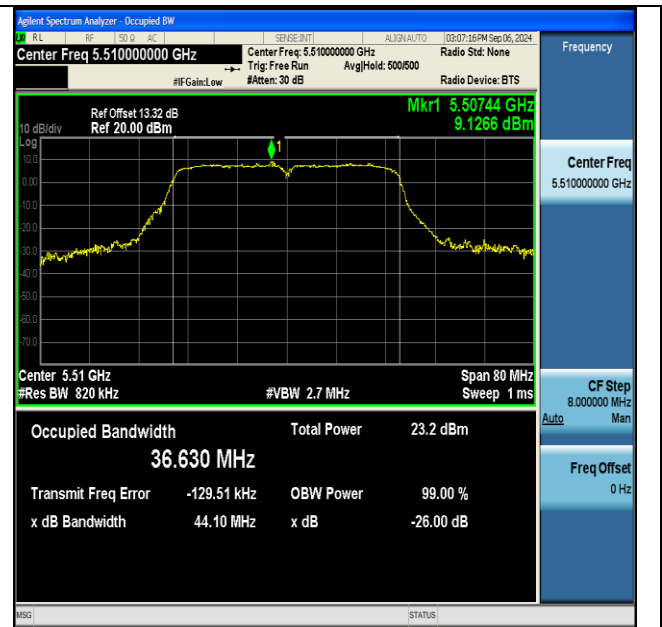 Agilent Spectrum Analyzer - Occupied BW
LXI RL RF 50 Ω AC SENSE:INT ALIGN AUTO 03:07:16 PM Sep 06, 2024
Center Freq 5.510000000 GHz
Center Freq: 5.510000000 GHz
Radio Std: None
Trig: Free Run Avg|Hold: 500/500
#IFGain:Low #Atten: 30 dB Radio Device: BTS
Ref Offset 13.32 dB
10 dB/div Ref 20.00 dBm
Mkr1 5.50744 GHz
9.1266 dBm
Log
1
10.0
0.00
-10.0
-20.0
-30.0
-40.0
-50.0
-60.0
-70.0
Center 5.51 GHz Span 80 MHz
#Res BW 820 kHz #VBW 2.7 MHz Sweep 1 ms
Occupied Bandwidth Total Power 23.2 dBm
36.630 MHz
Transmit Freq Error -129.51 kHz OBW Power 99.00 %
x dB Bandwidth 44.10 MHz x dB -26.00 dB
MSG STATUS
Frequency
Center Freq
5.510000000 GHz
CF Step
8.000000 MHz
Auto Man
Freq Offset
0 Hz